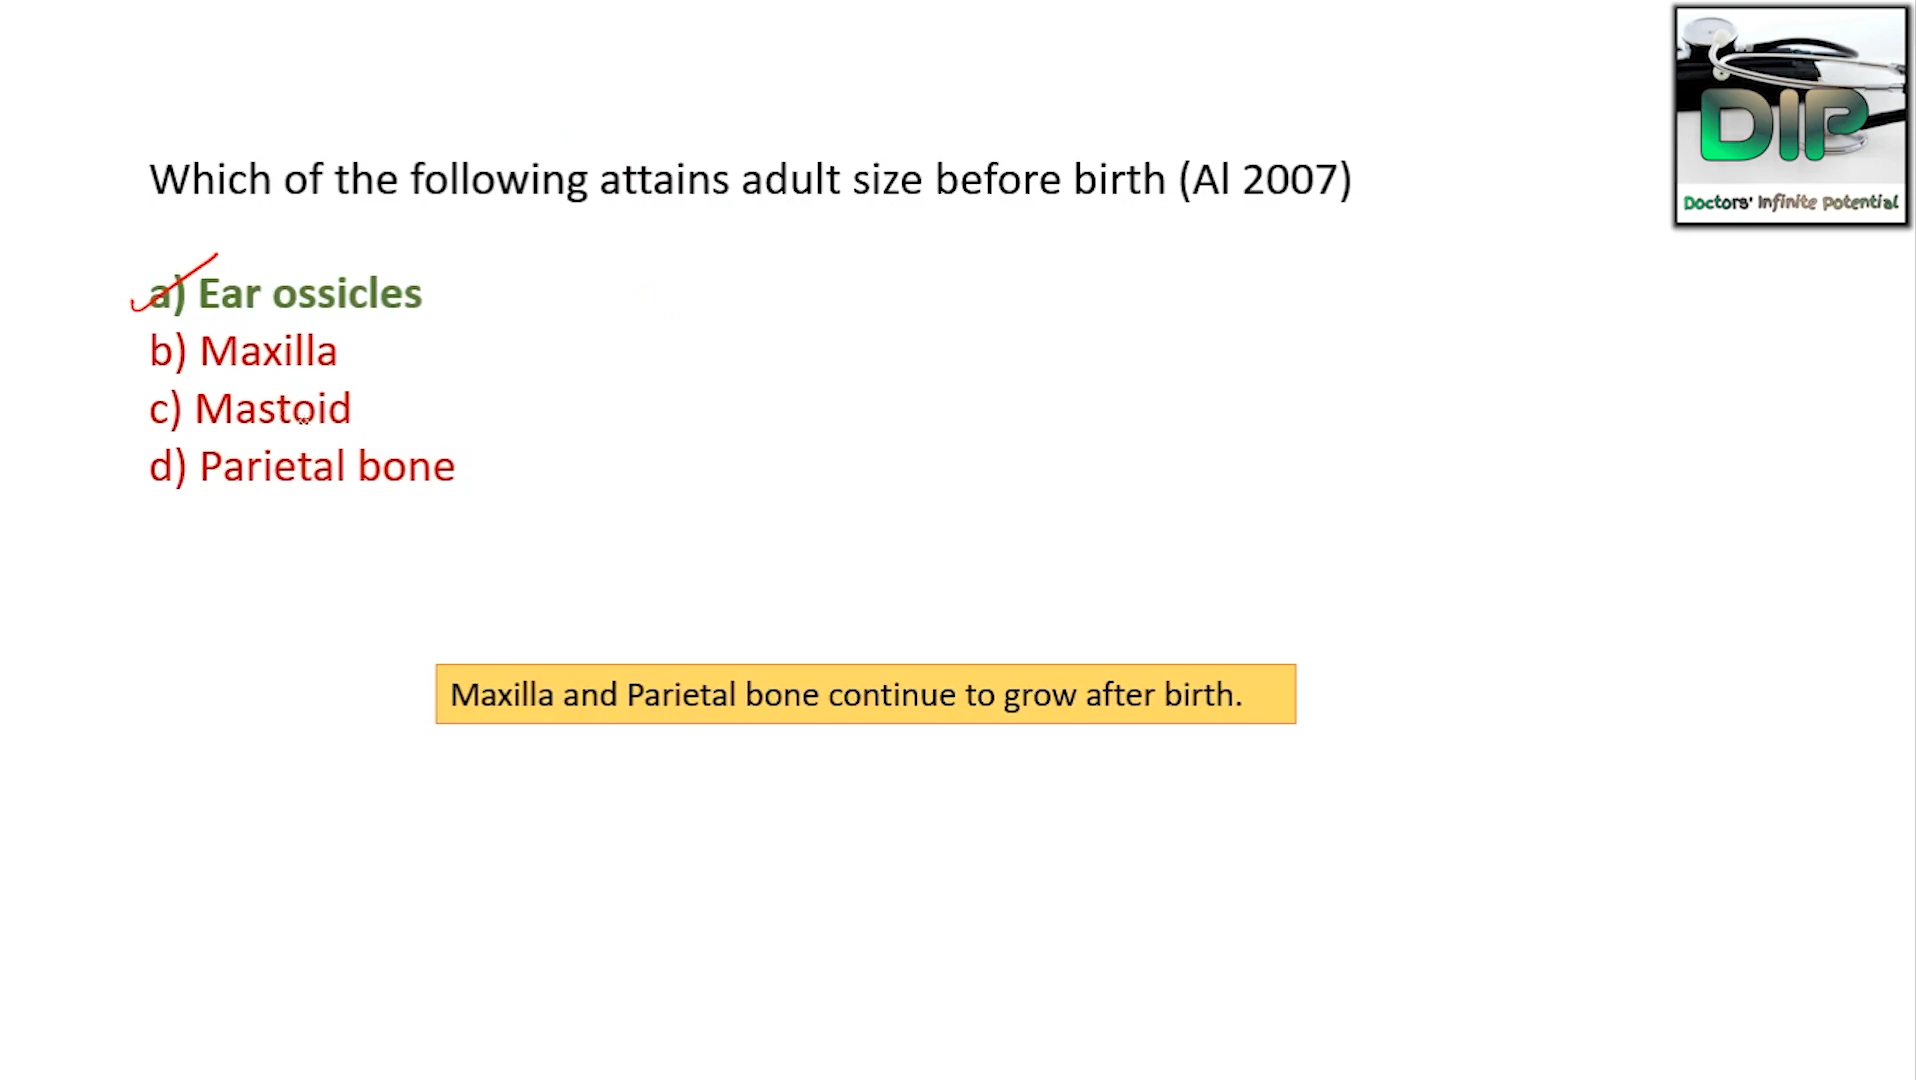 Which of the following attains adult size before birth (Al 2007)
a) Ear ossicles
b) Maxilla
c) Mastoid
d) Parietal bone
Maxilla and Parietal bone continue to grow after birth.
DIP
Doctors' Infinite Potential